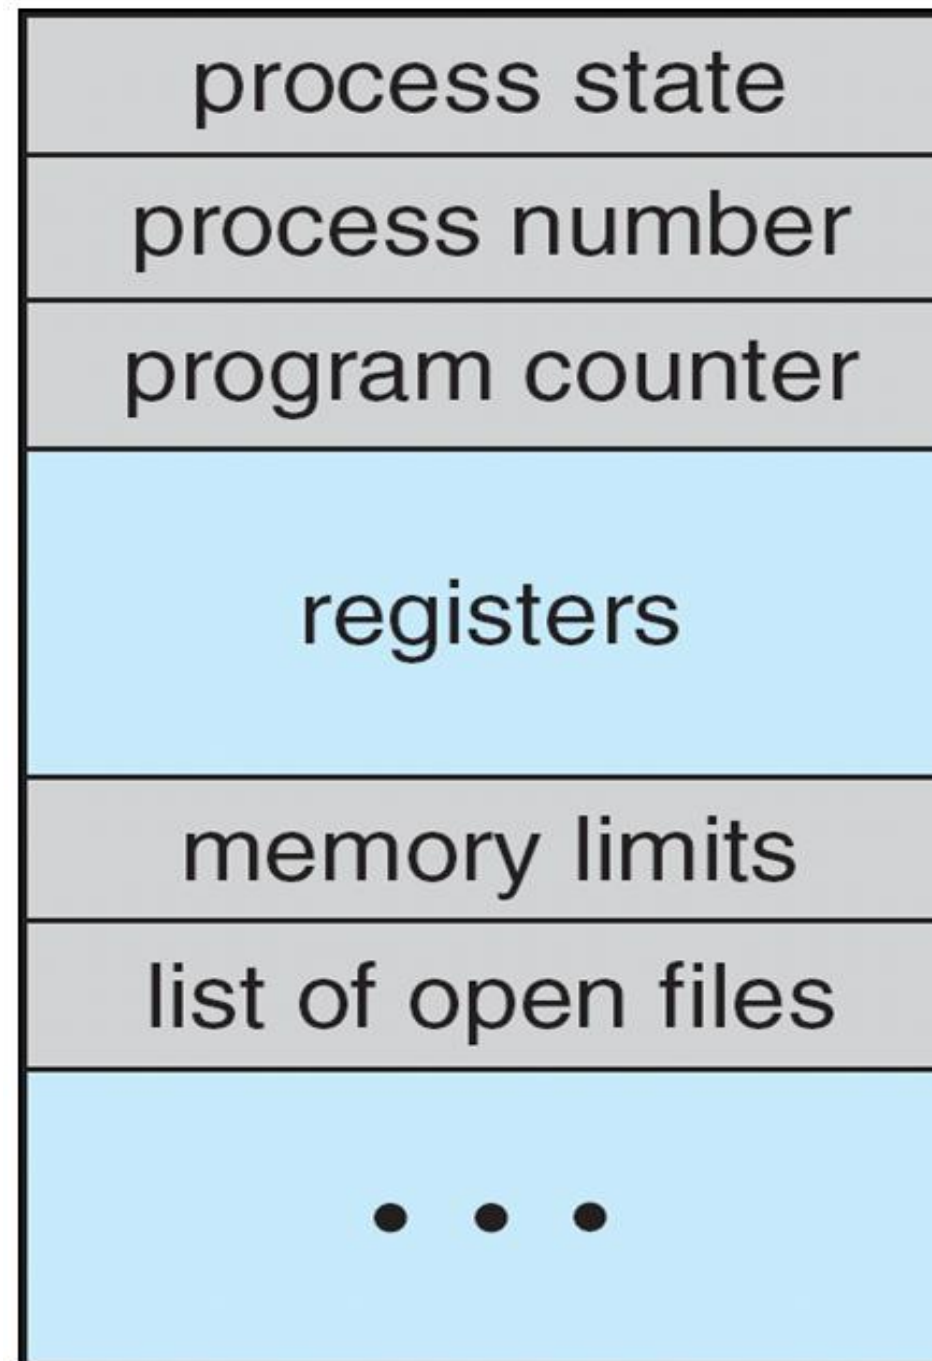 process state
process number
program counter
registers
memory limits
list of open files
• • •